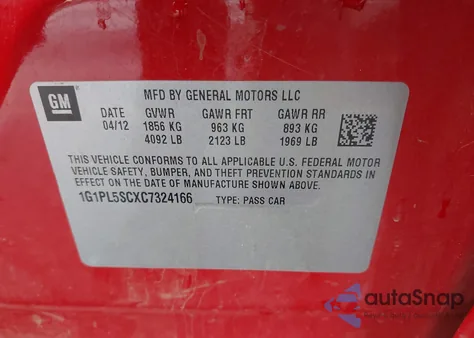 GM
MFD BY GENERAL MOTORS LLC
DATE GVWR GAWR FRT GAWR RR
04/12 1856 KG 963 KG 893 KG
4092 LB 2123 LB 1969 LB
THIS VEHICLE CONFORMS TO ALL APPLICABLE U.S. FEDERAL MOTOR
VEHICLE SAFETY, BUMPER, AND THEFT PREVENTION STANDARDS IN
EFFECT ON THE DATE OF MANUFACTURE SHOWN ABOVE.
1G1PL5SCXC7324166 TYPE: PASS CAR
autoSnap